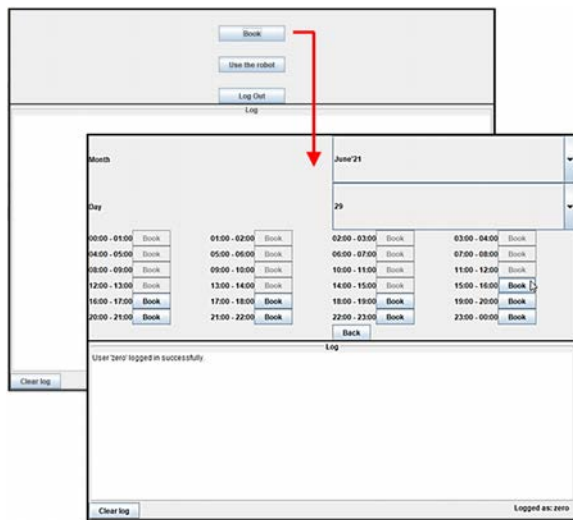 Book
Use the robot
Log Out
Log
Month June'21
Day 29
00:00 - 01:00 Book 01:00 - 02:00 Book 02:00 - 03:00 Book 03:00 - 04:00 Book
04:00 - 05:00 Book 05:00 - 06:00 Book 06:00 - 07:00 Book 07:00 - 08:00 Book
08:00 - 09:00 Book 09:00 - 10:00 Book 10:00 - 11:00 Book 11:00 - 12:00 Book
12:00 - 13:00 Book 13:00 - 14:00 Book 14:00 - 15:00 Book 15:00 - 16:00 Book
16:00 - 17:00 Book 17:00 - 18:00 Book 18:00 - 19:00 Book 19:00 - 20:00 Book
20:00 - 21:00 Book 21:00 - 22:00 Book 22:00 - 23:00 Book 23:00 - 00:00 Book
Back
Log
User 'zero' logged in successfully.
Clear log
Clear log Logged as: zero